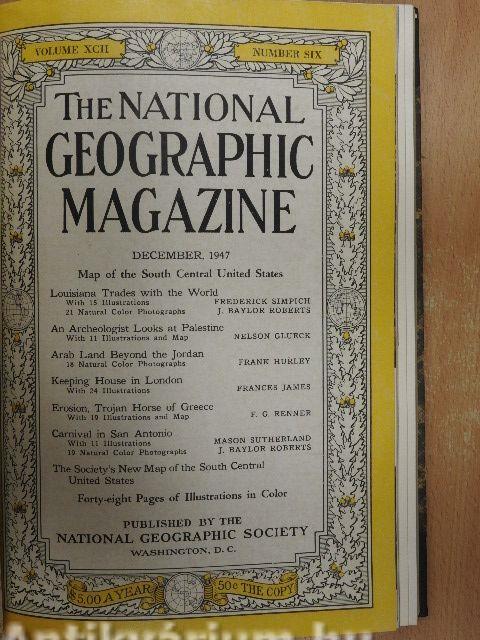 VOLUME XCII NUMBER SIX
THE NATIONAL
GEOGRAPHIC
MAGAZINE
DECEMBER, 1947
Map of the South Central United States
Louisiana Trades with the World
With 15 Illustrations FREDERICK SIMPICH
21 Natural Color Photographs J. BAYLOR ROBERTS
An Archeologist Looks at Palestine
With 11 Illustrations and Map NELSON GLUECK
Arab Land Beyond the Jordan
18 Natural Color Photographs FRANK HURLEY
Keeping House in London
With 24 Illustrations FRANCES JAMES
Erosion, Trojan Horse of Greece
With 19 Illustrations and Map F. G. RENNER
Carnival in San Antonio
With 11 Illustrations MASON SUTHERLAND
19 Natural Color Photographs J. BAYLOR ROBERTS
The Society's New Map of the South Central
United States
Forty-eight Pages of Illustrations in Color
PUBLISHED BY THE
NATIONAL GEOGRAPHIC SOCIETY
WASHINGTON, D. C.
$5.00 A YEAR 50c THE COPY
Antikvárium.hu